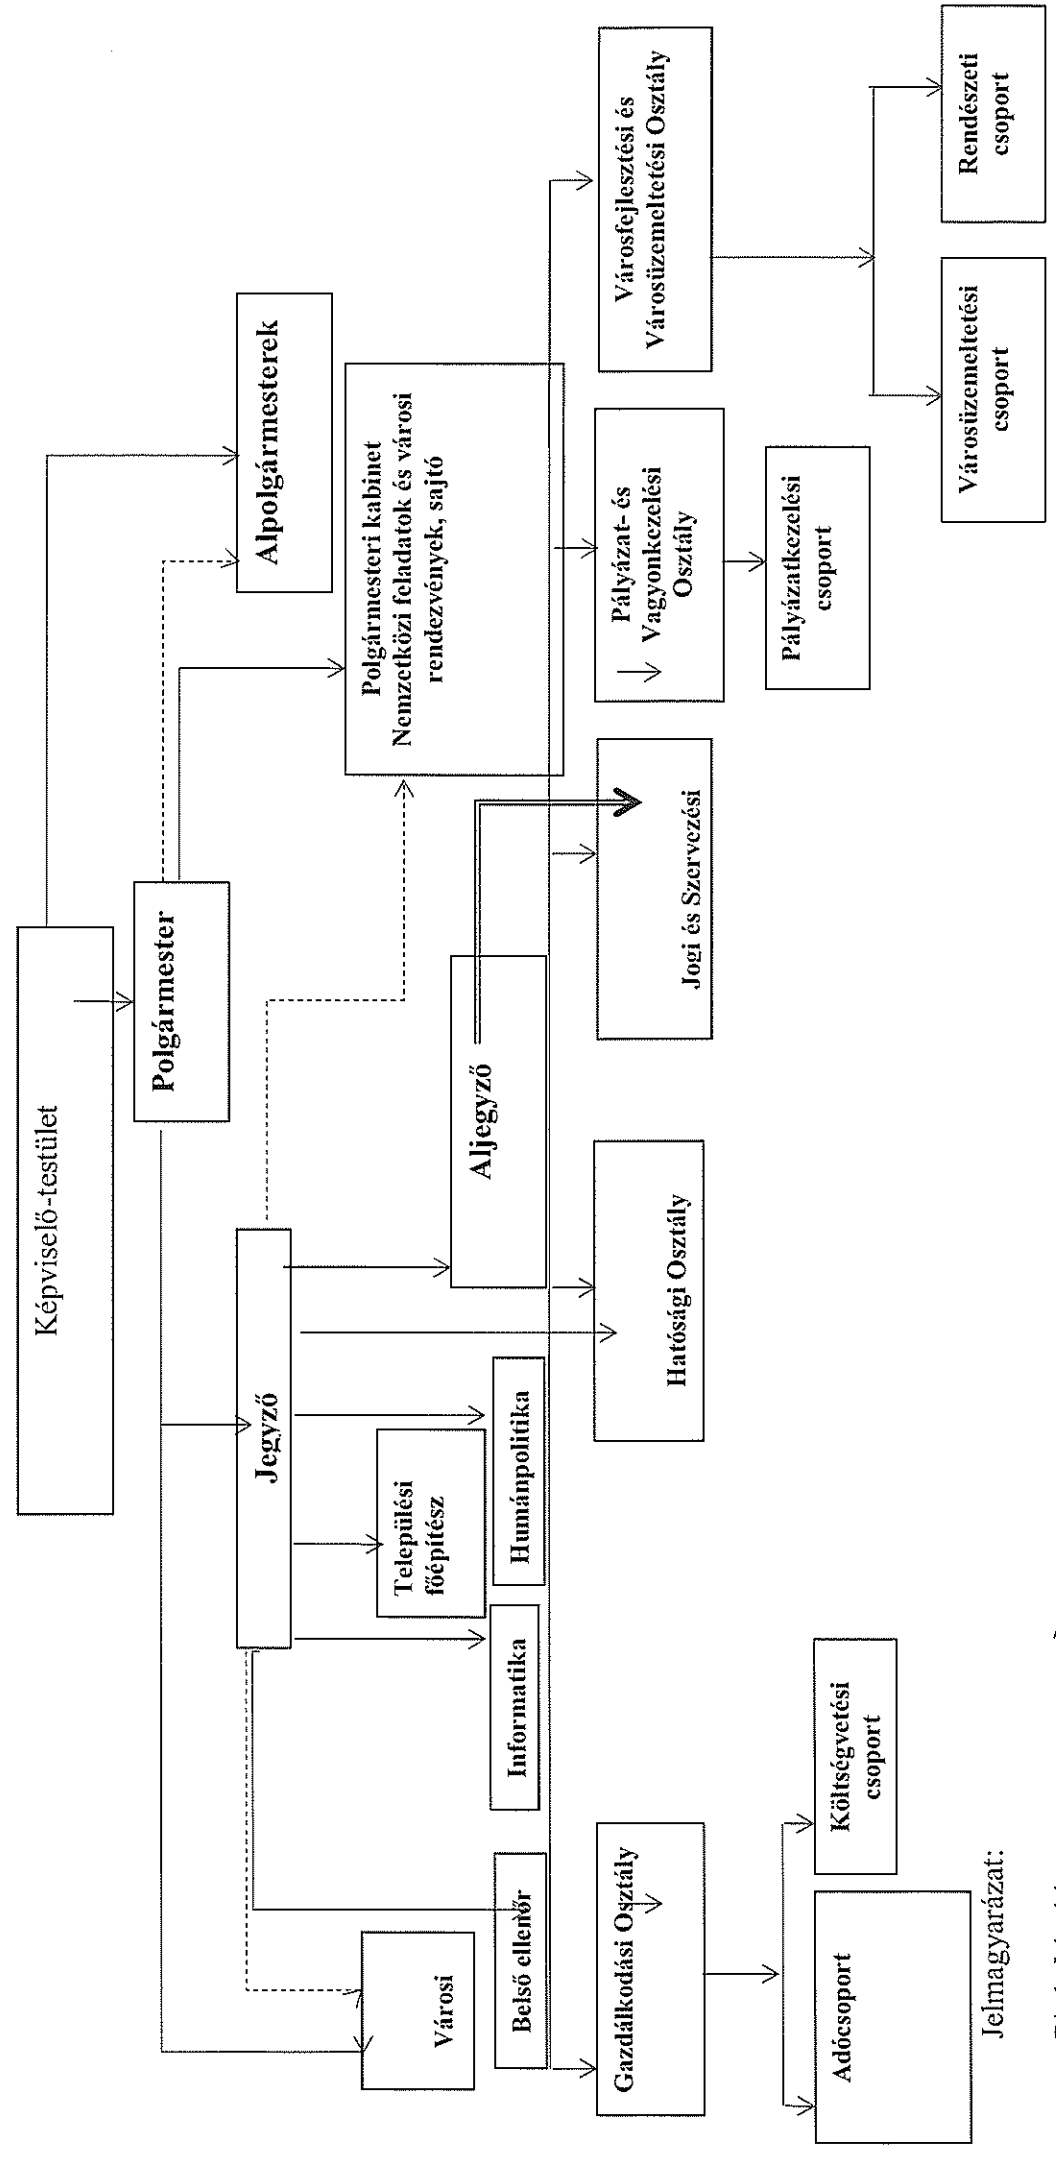 Képviselő-testület
Polgármester
Alpolgármesterek
Jegyző
Polgármesteri kabinet
Nemzetközi feladatok és városi
rendezvények, sajtó
Városi
Települési
főépítész
Aljegyző
Belső ellenőr
Informatika
Humánpolitika
Gazdálkodási Osztály
Hatósági Osztály
Jogi és Szervezési
Pályázat- és
Vagyonkezelési
Osztály
Városfejlesztési és
Városüzemeltetési Osztály
Adócsoport
Költségvetési
csoport
Pályázatkezelési
csoport
Városüzemeltetési
csoport
Rendészeti
csoport
Jelmagyarázat: